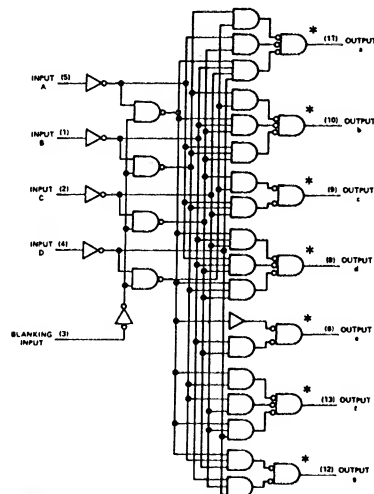 *
(11) OUTPUT
a
INPUT (5)
A
*
(10) OUTPUT
b
INPUT (1)
B
*
INPUT (2)
C
(9) OUTPUT
c
*
INPUT (4)
D
(8) OUTPUT
d
*
BLANKING (3)
INPUT
(6) OUTPUT
e
*
(13) OUTPUT
f
*
(12) OUTPUT
g